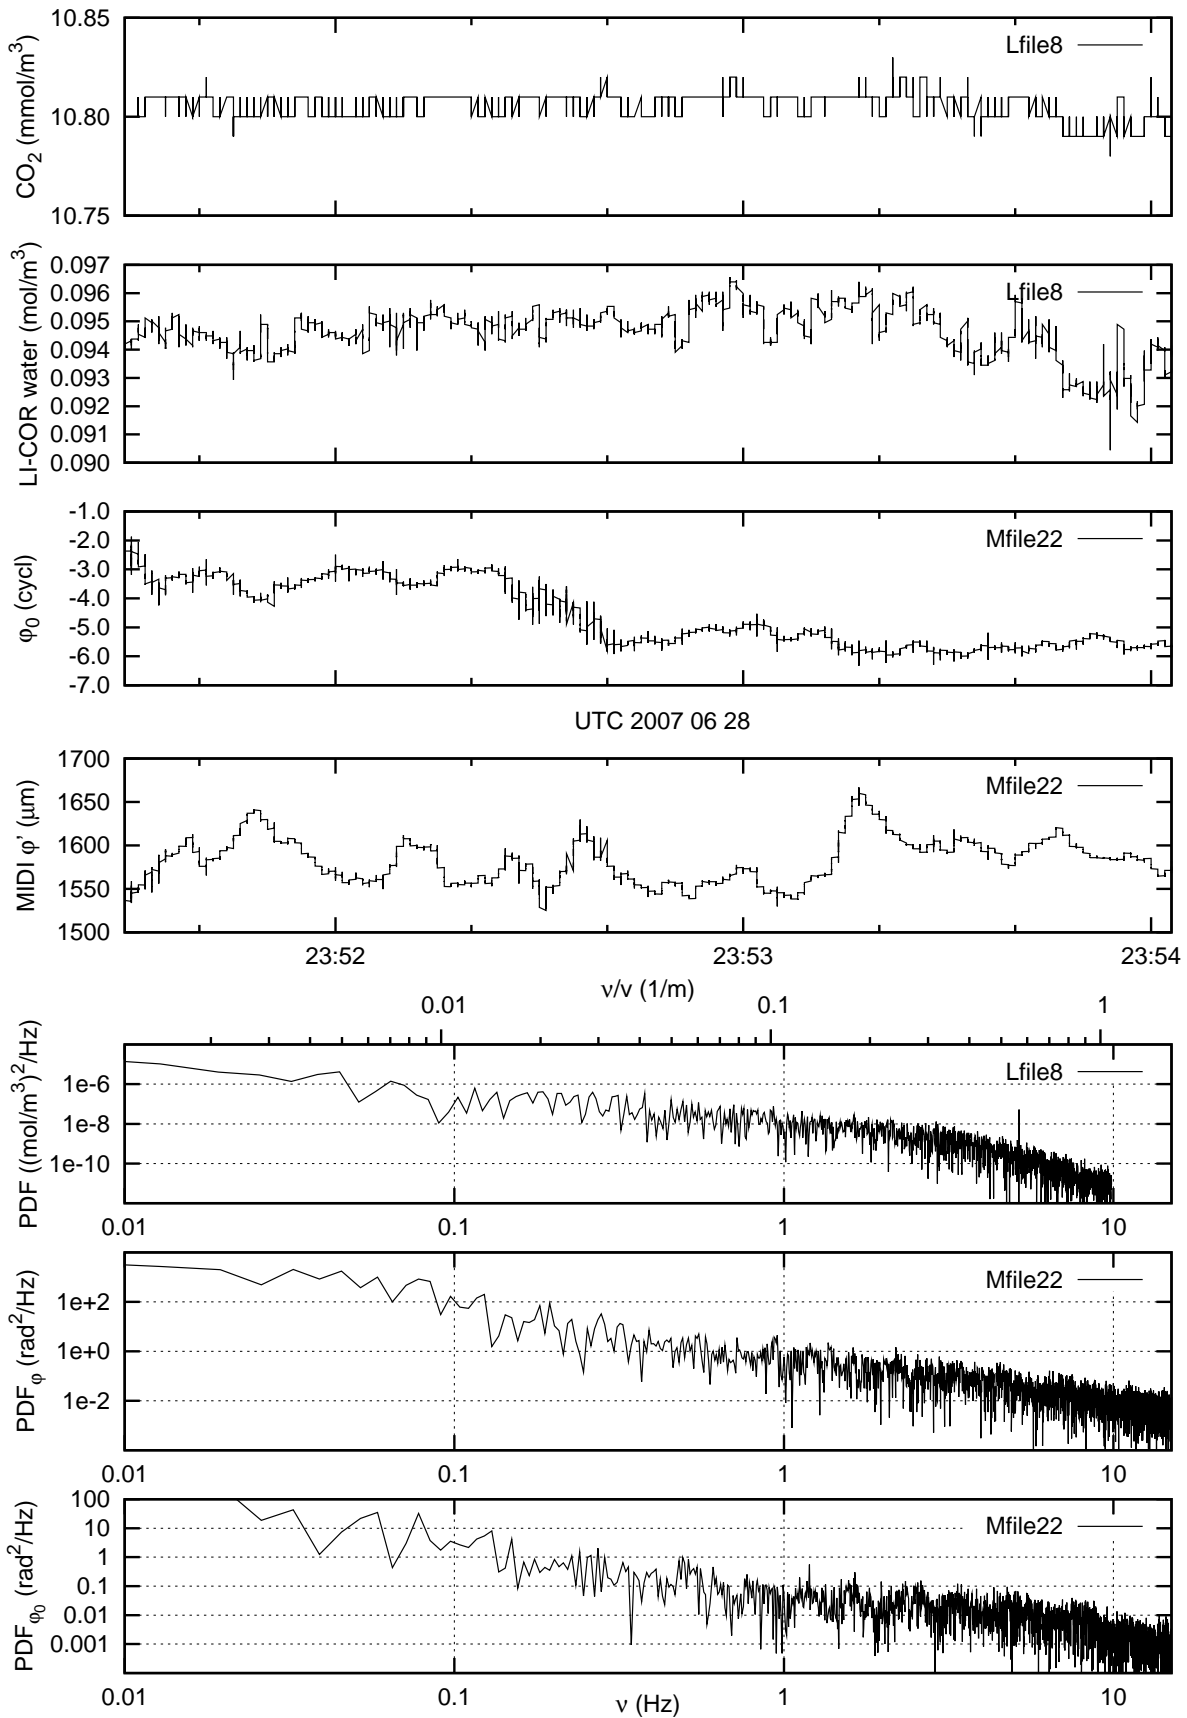 CO2 (mmol/m3)
10.85
10.80
10.75
Lfile8
LI-COR water (mol/m3)
0.097
0.096
0.095
0.094
0.093
0.092
0.091
0.090
Lfile8
φ0 (cycl)
-1.0
-2.0
-3.0
-4.0
-5.0
-6.0
-7.0
Mfile22
UTC 2007 06 28
MIDI φ' (μm)
1700
1650
1600
1550
1500
Mfile22
23:52 23:53 23:54
ν/v (1/m)
0.01 0.1 1
PDF ((mol/m3)2/Hz)
1e-6
1e-8
1e-10
Lfile8
0.01 0.1 1 10
PDFφ (rad2/Hz)
1e+2
1e+0
1e-2
Mfile22
0.01 0.1 1 10
PDFφ0 (rad2/Hz)
100
10
1
0.1
0.01
0.001
Mfile22
0.01 0.1 1 10
ν (Hz)